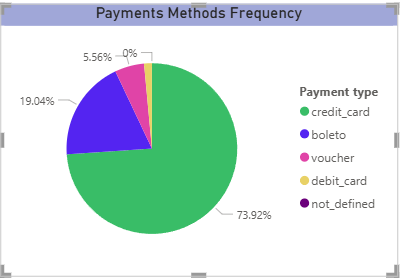 Payments Methods Frequency
5.56%
0%
19.04%
73.92%
Payment type
credit_card
boleto
voucher
debit_card
not_defined